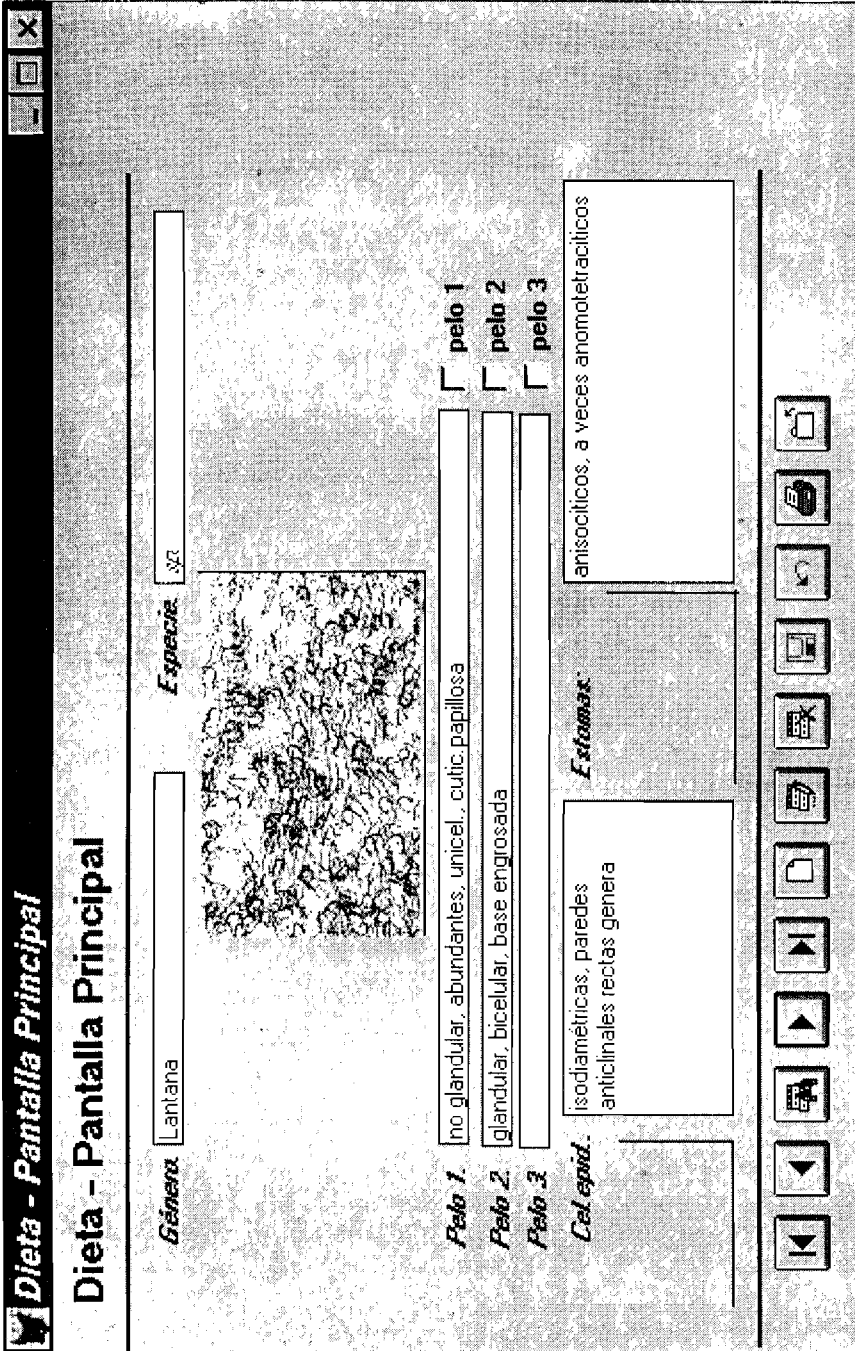 Dieta - Pantalla Principal
Dieta - Pantalla Principal
Género. Lantana Especie. sp.
Pelo 1. no glandular, abundantes, unicel., cutic. papillosa pelo 1
Pelo 2. glandular, bicelular, base engrosada pelo 2
Pelo 3. pelo 3
Cel. epid.: isodiamétricas, paredes
anticlinales rectas genera
Estomas: anisocíticos, a veces anomotetracíticos